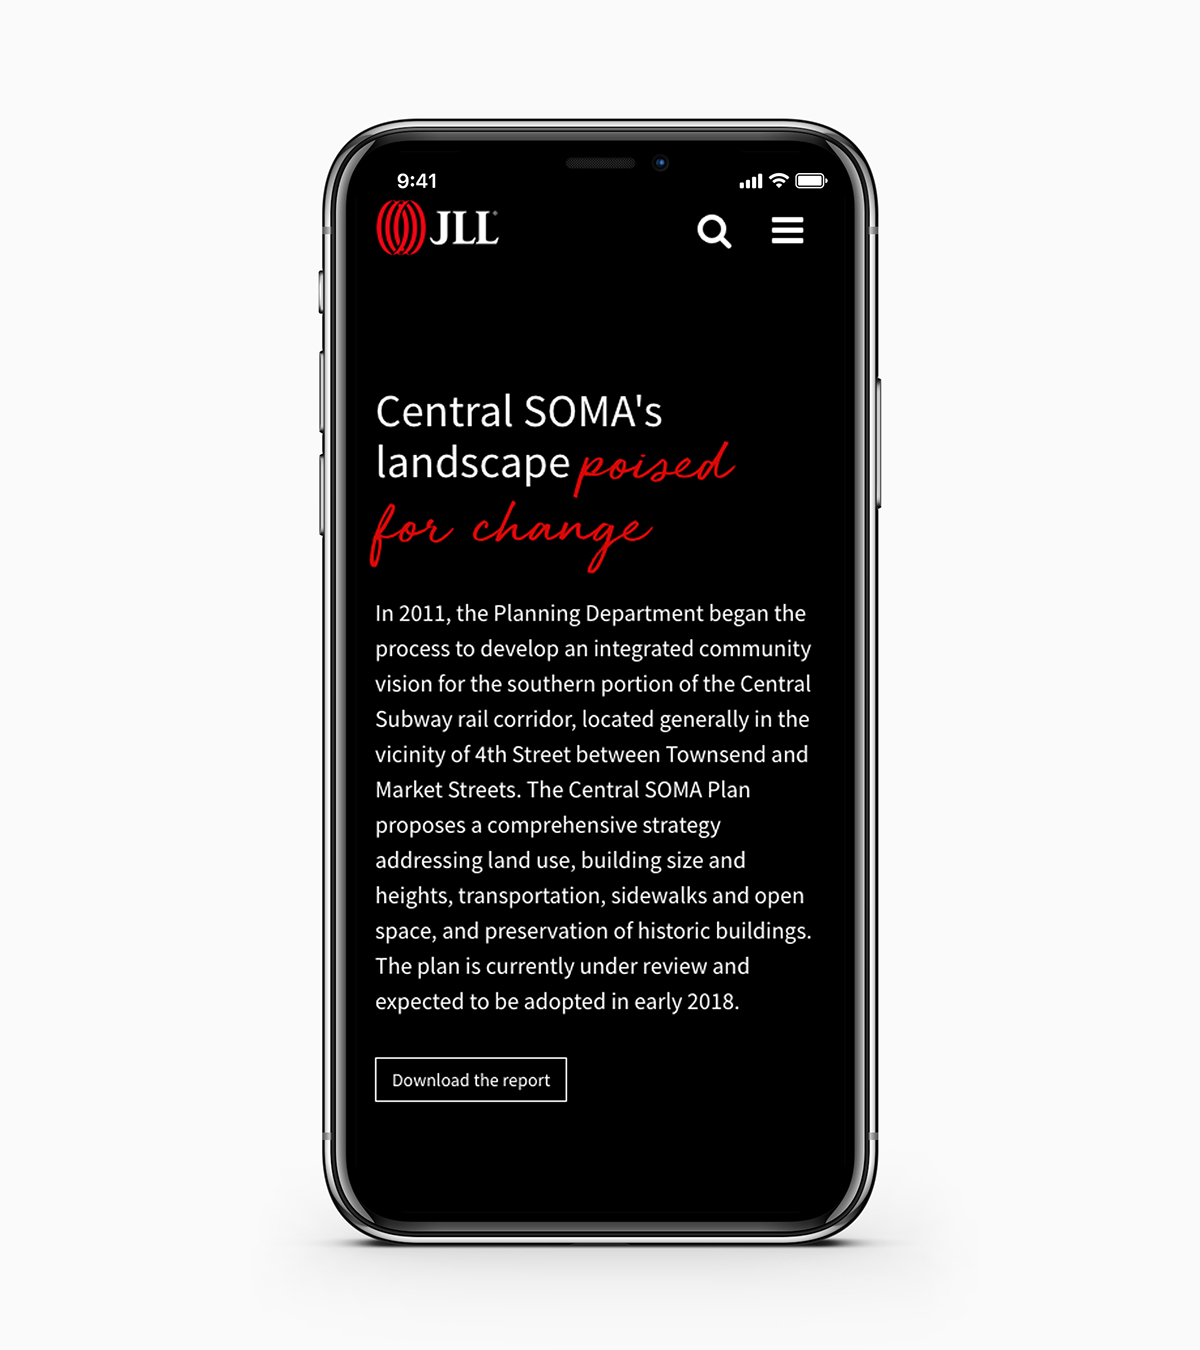 9:41
JLL®
Central SOMA's
landscape poised
for change
In 2011, the Planning Department began the
process to develop an integrated community
vision for the southern portion of the Central
Subway rail corridor, located generally in the
vicinity of 4th Street between Townsend and
Market Streets. The Central SOMA Plan
proposes a comprehensive strategy
addressing land use, building size and
heights, transportation, sidewalks and open
space, and preservation of historic buildings.
The plan is currently under review and
expected to be adopted in early 2018.
Download the report